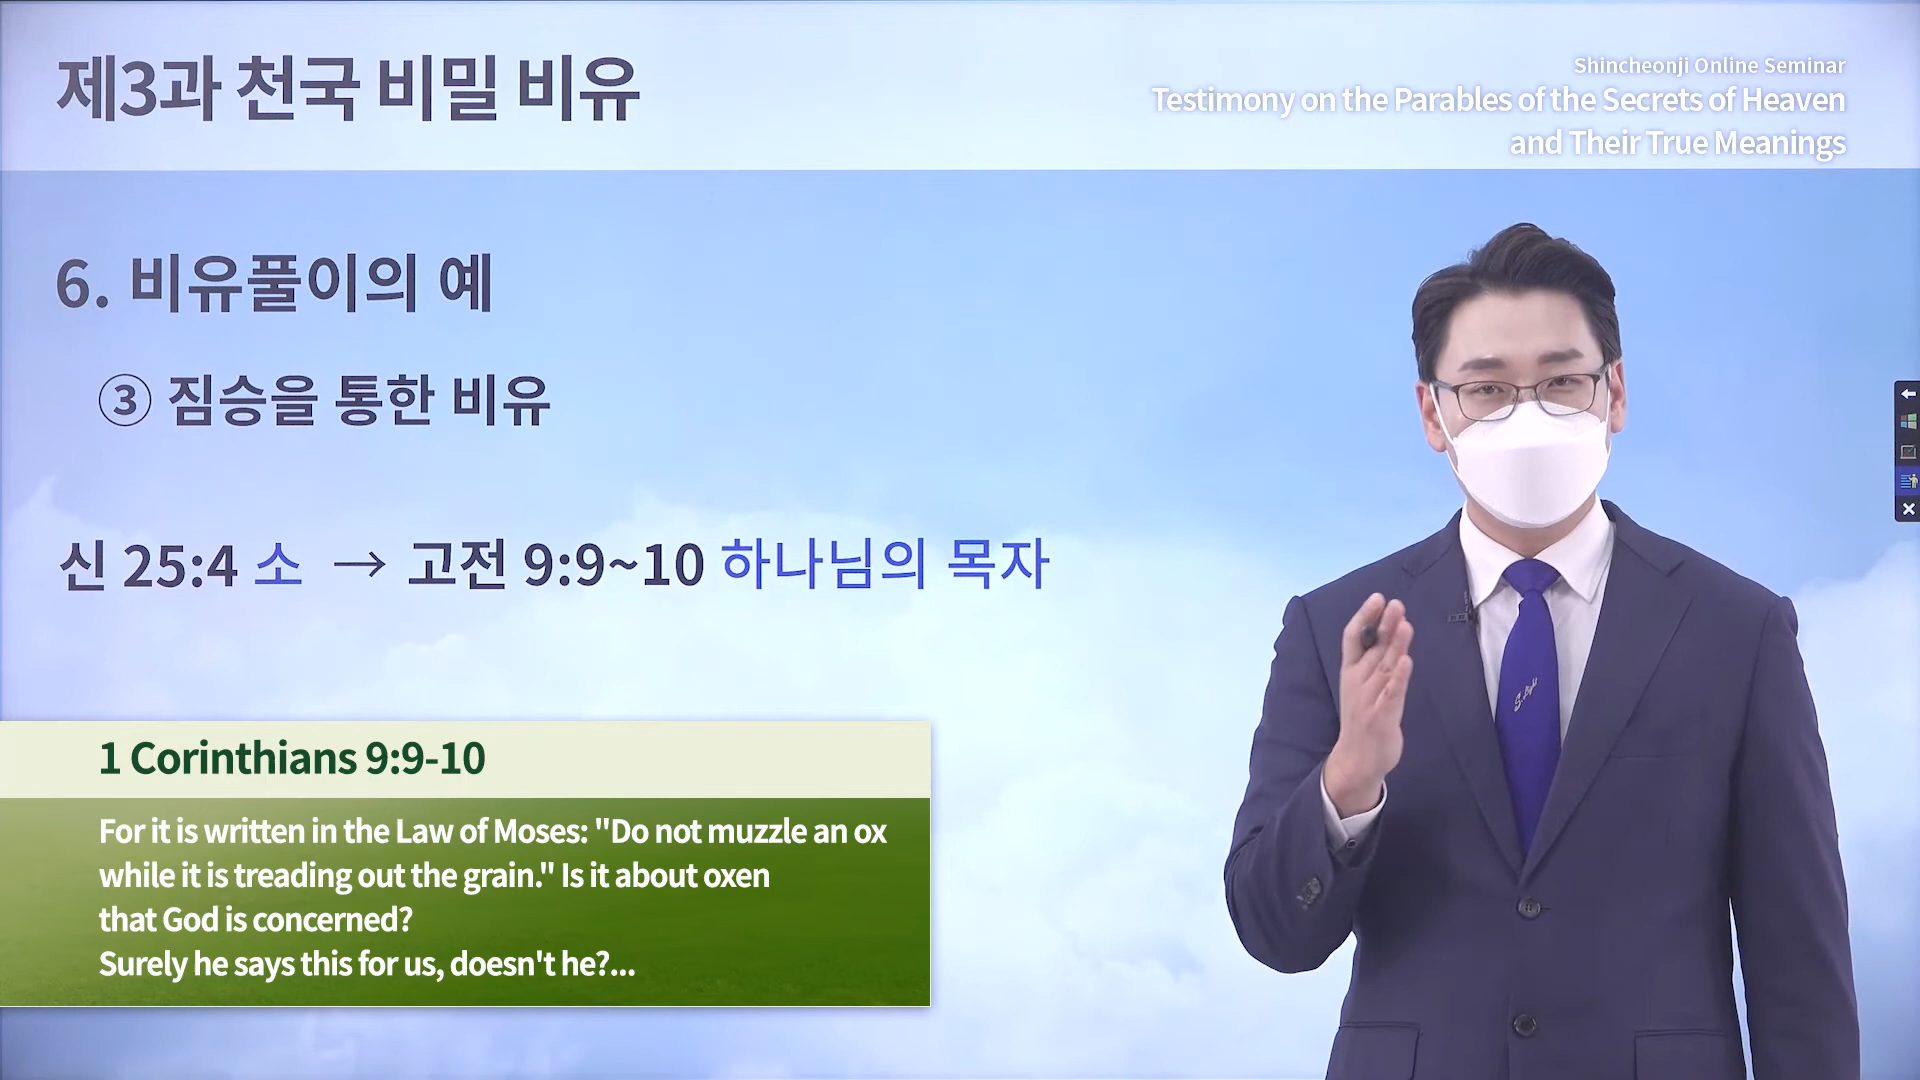 제3과 천국 비밀 비유
Shincheonji Online Seminar
Testimony on the Parables of the Secrets of Heaven
and Their True Meanings
6. 비유풀이의 예
③ 짐승을 통한 비유
신 25:4 소 → 고전 9:9~10 하나님의 목자
1 Corinthians 9:9-10
For it is written in the Law of Moses: "Do not muzzle an ox
while it is treading out the grain." Is it about oxen
that God is concerned?
Surely he says this for us, doesn't he?...